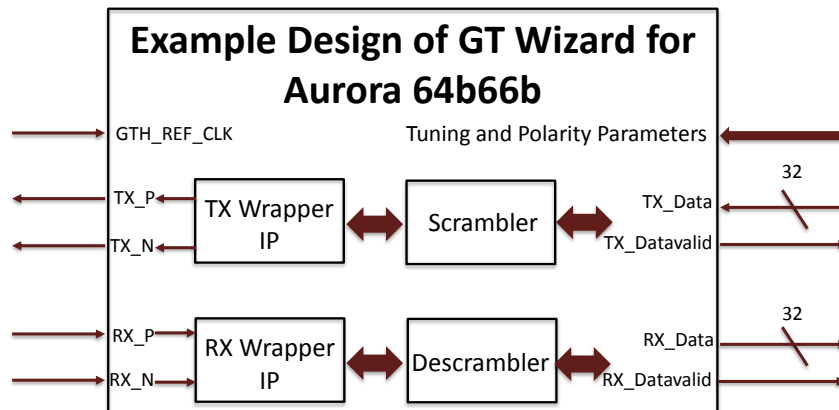 Example Design of GT Wizard for
Aurora 64b66b
GTH_REF_CLK
Tuning and Polarity Parameters
TX_P
TX_N
TX Wrapper
IP
Scrambler
TX_Data
32
TX_Datavalid
RX_P
RX_N
RX Wrapper
IP
Descrambler
RX_Data
32
RX_Datavalid